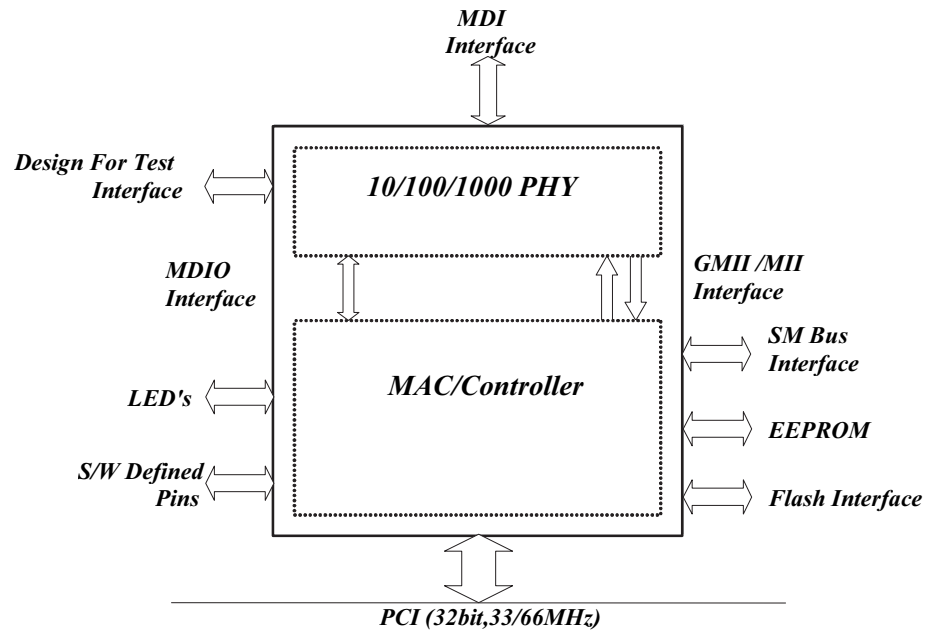 MDI
Interface
Design For Test
Interface
10/100/1000 PHY
MDIO
Interface
GMII /MII
Interface
SM Bus
Interface
MAC/Controller
LED's
EEPROM
S/W Defined
Pins
Flash Interface
PCI (32bit,33/66MHz)